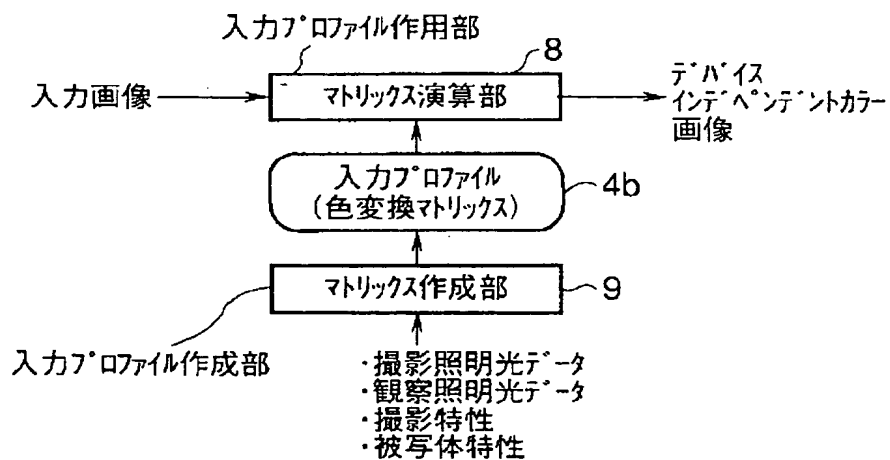 入力プロファイル作用部
8
入力画像
マトリックス演算部
デバイス
インデペンデントカラー
画像
入力プロファイル
(色変換マトリックス)
4b
マトリックス作成部
9
入力プロファイル作成部
・撮影照明光データ
・観察照明光データ
・撮影特性
・被写体特性